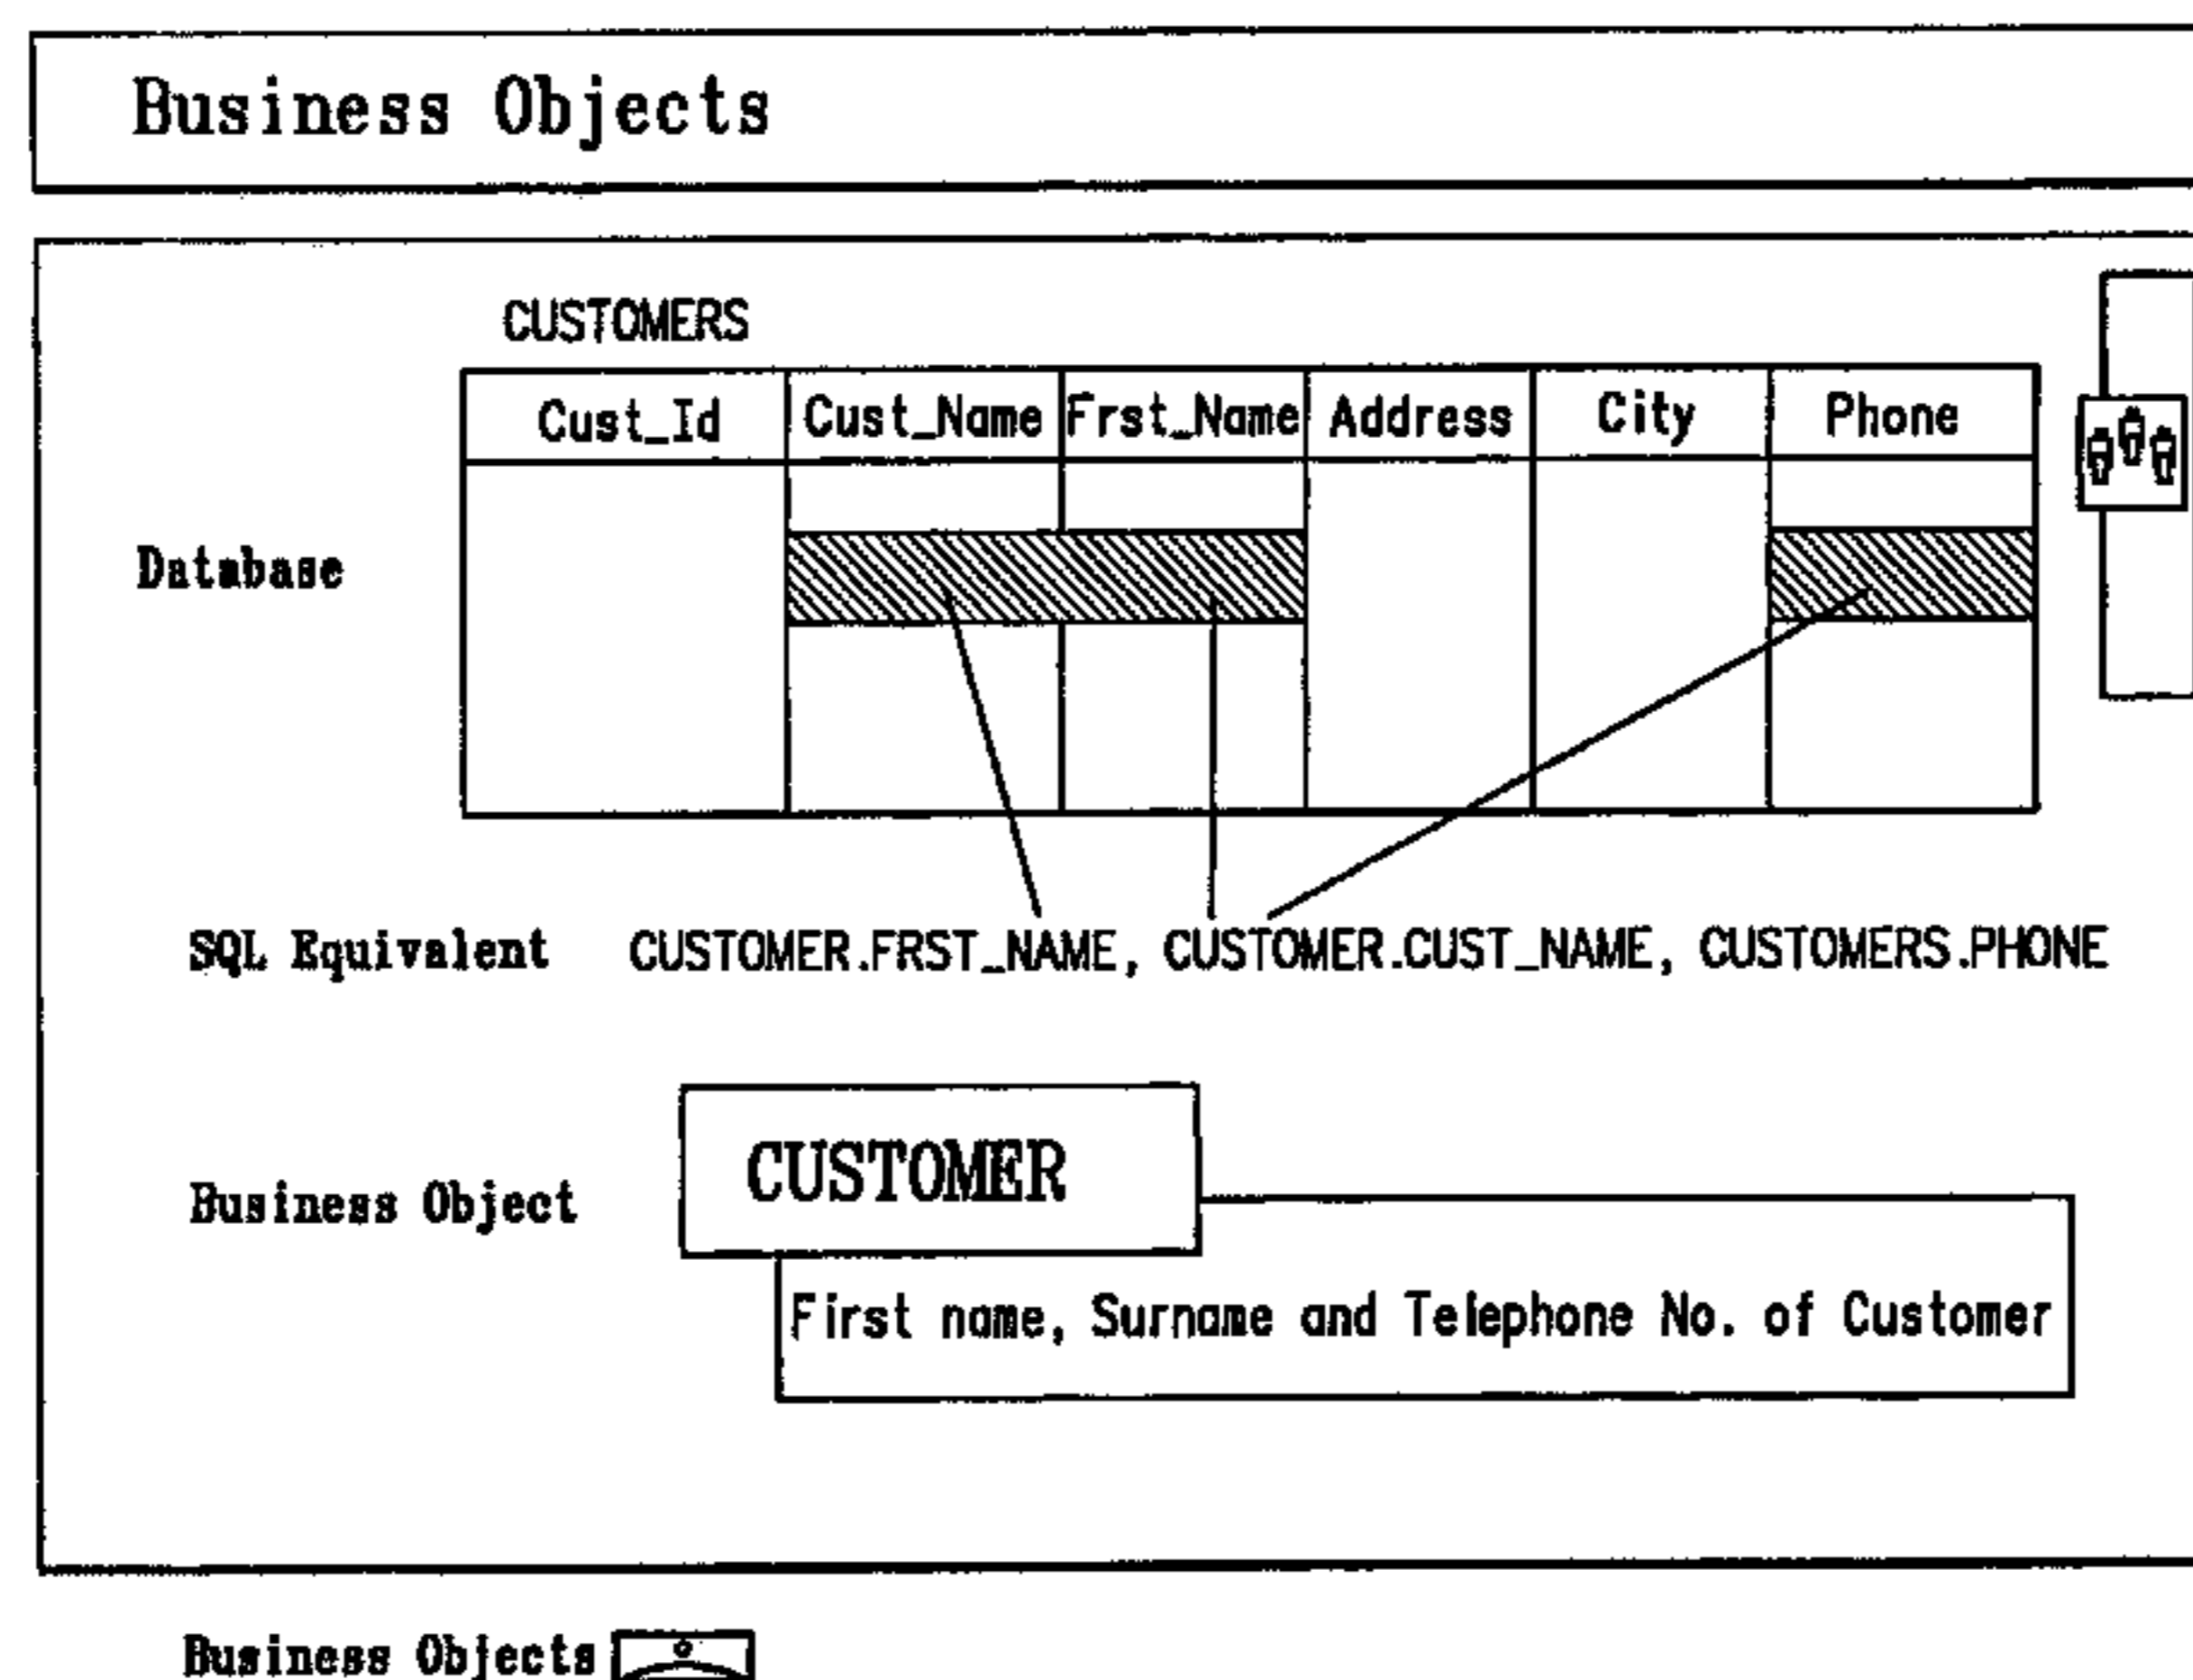 Business Objects
CUSTOMERS
Cust_Id Cust_Name Frst_Name Address City Phone
Database
SQL Equivalent CUSTOMER.FRST_NAME, CUSTOMER.CUST_NAME, CUSTOMERS.PHONE
CUSTOMER
Business Object
First name, Surname and Telephone No. of Customer
Business Objects